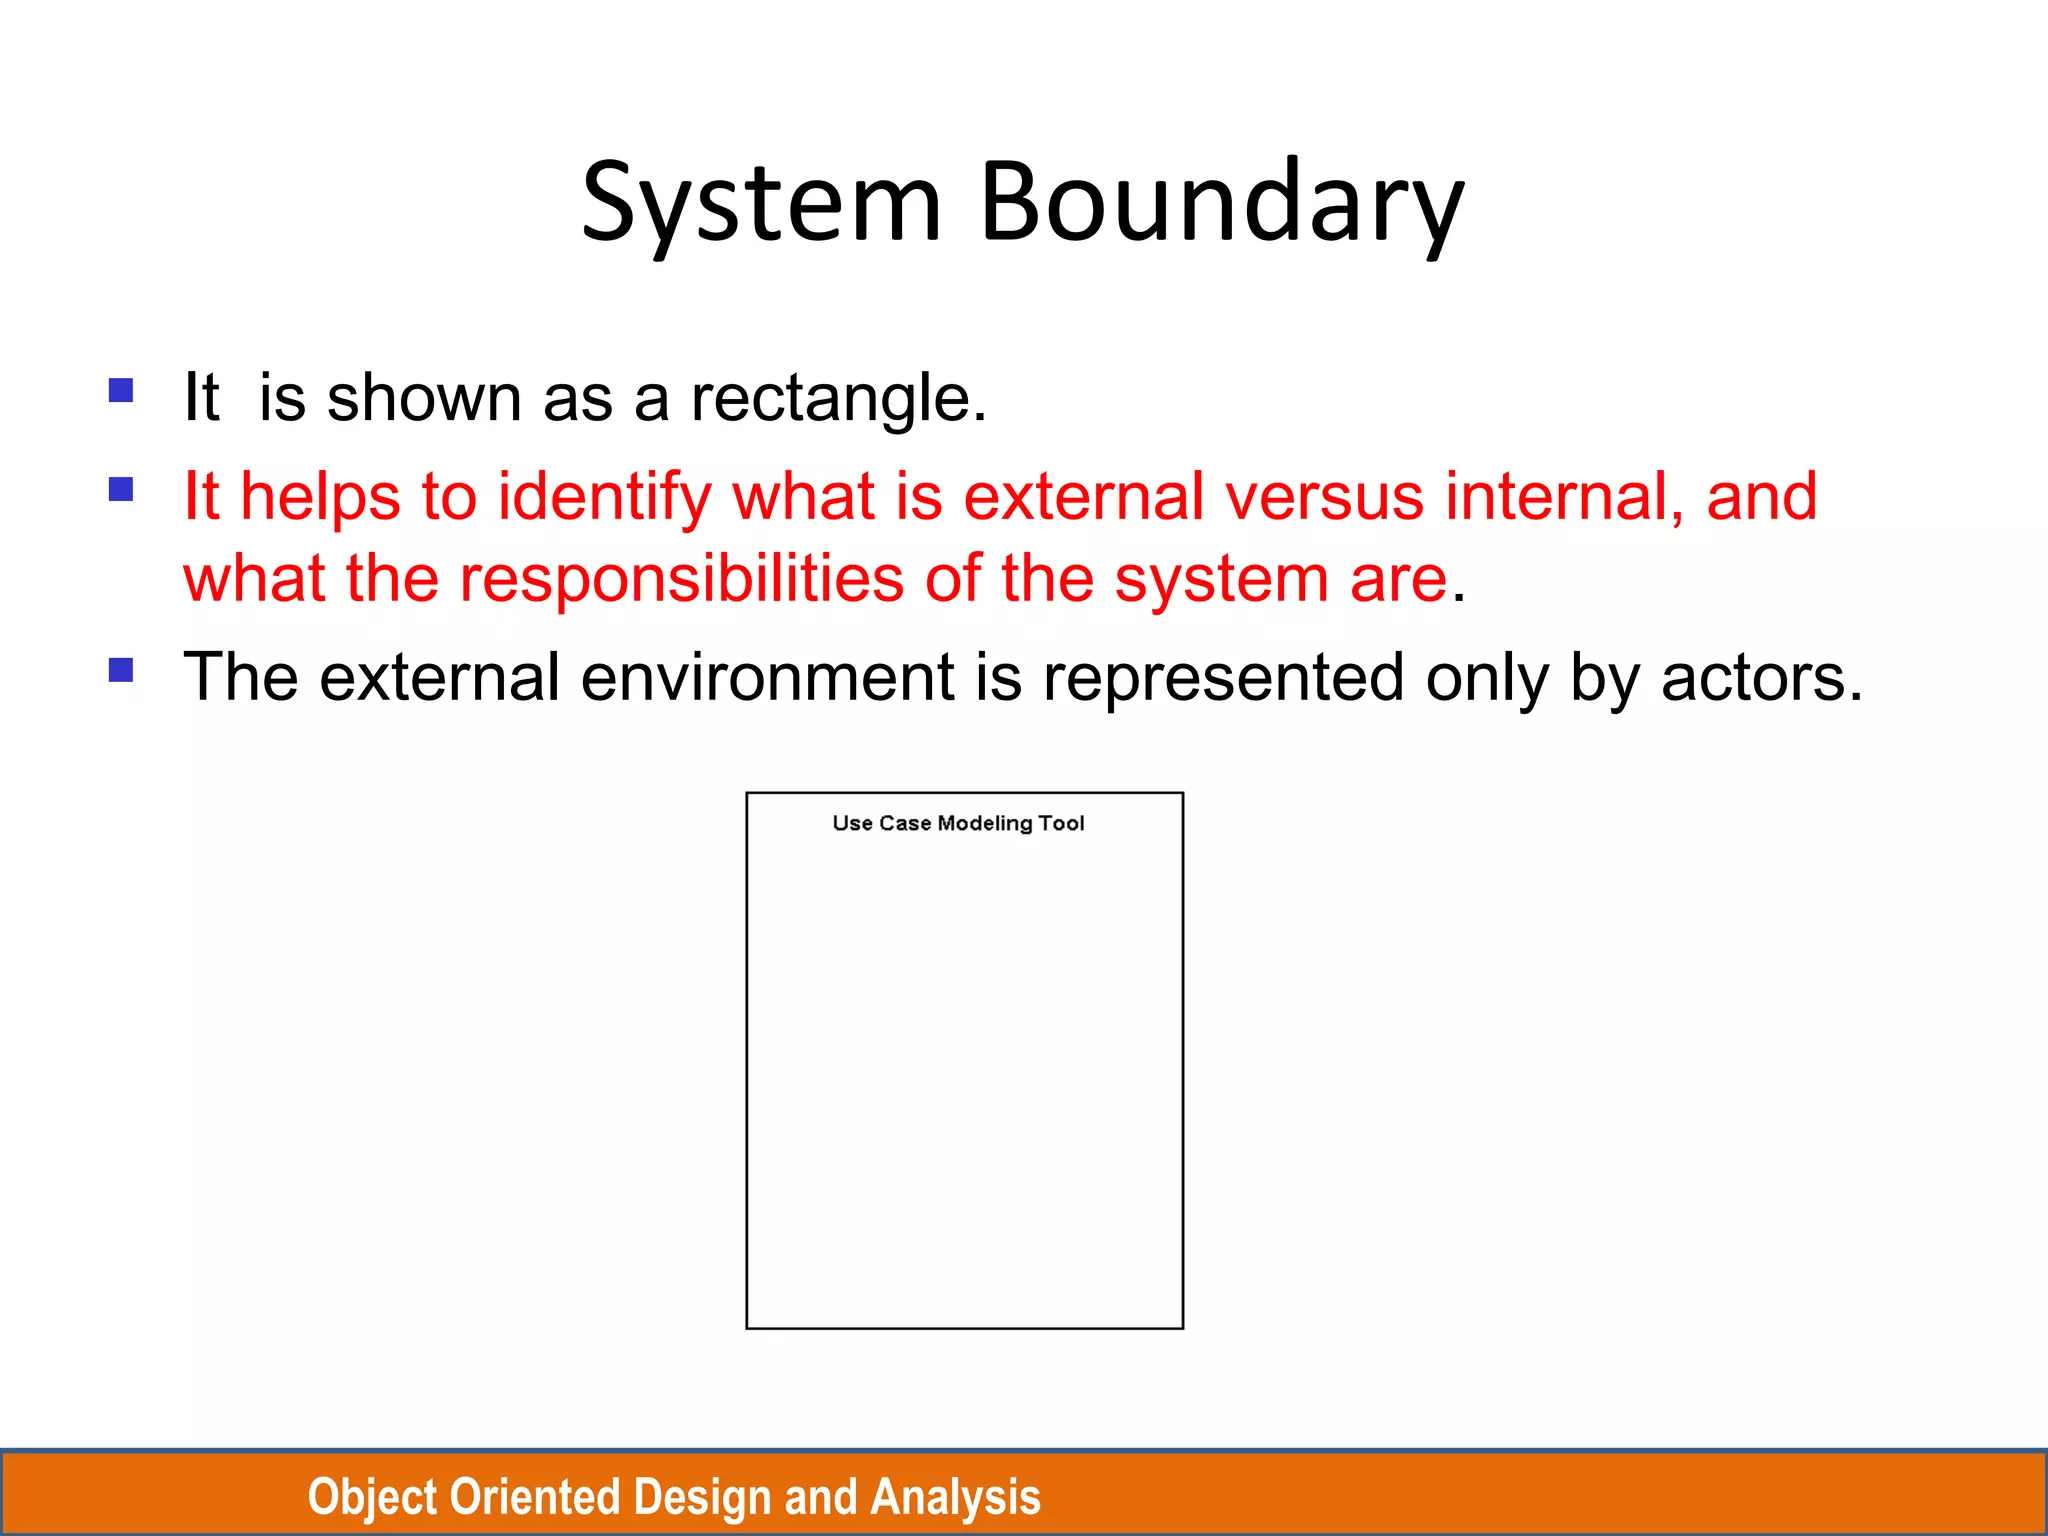 System Boundary
It  is shown as a rectangle.
It helps to identify what is external versus internal, and
what the responsibilities of the system are.
The external environment is represented only by actors.
Use Case Modeling Tool
Object Oriented Design and Analysis